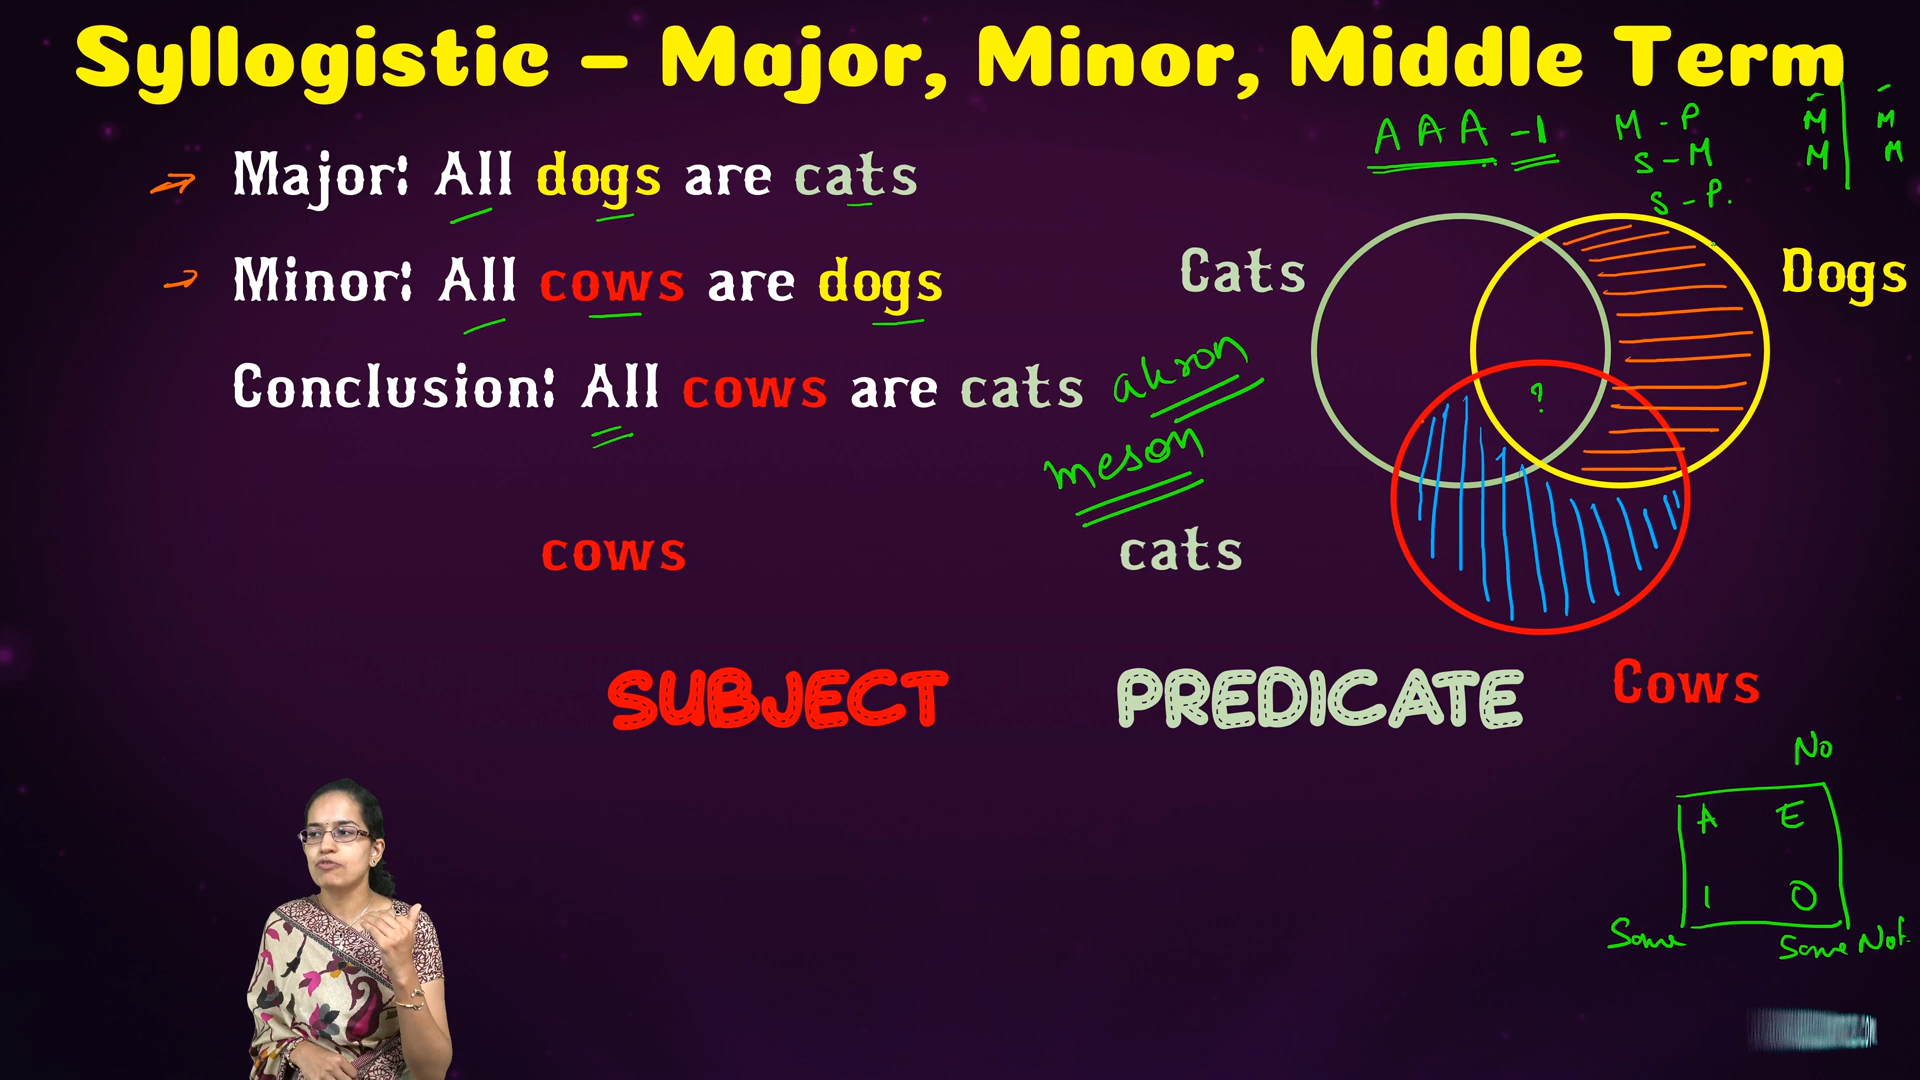 Syllogistic – Major, Minor, Middle Term
A A A -1
M - P
S - M
S - P.
M M
M M
Major: All dogs are cats
Minor: All cows are dogs
Conclusion: All cows are cats
akron
meson
Cats
Dogs
?
cows cats
SUBJECT PREDICATE
Cows
No
A E
I O
Some Some Not.